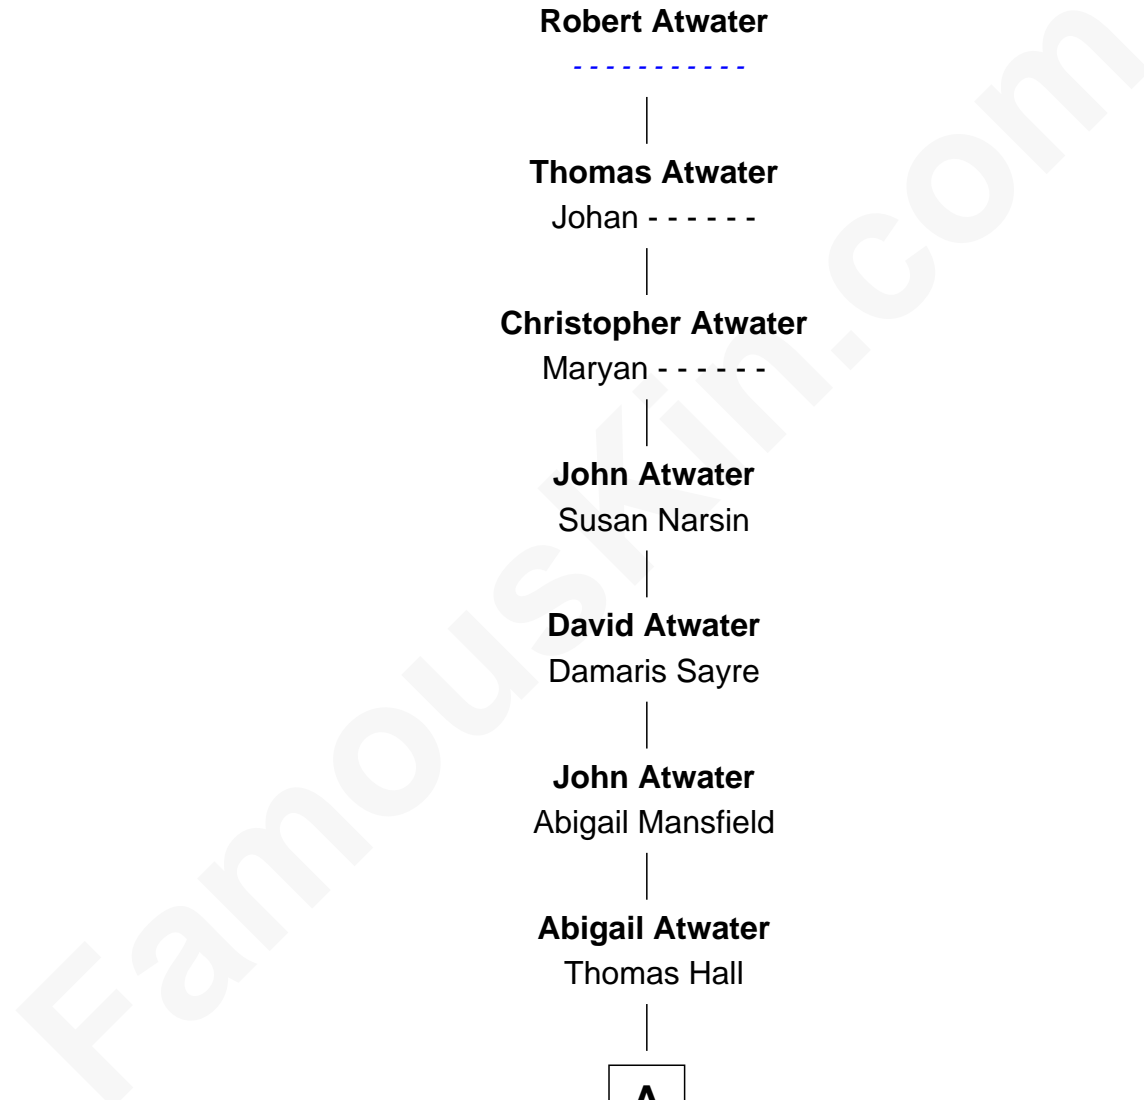 Robert Atwater
- - - - - - - - - - -
Thomas Atwater
Johan - - - - - -
Christopher Atwater
Maryan - - - - - -
John Atwater
Susan Narsin
David Atwater
Damaris Sayre
John Atwater
Abigail Mansfield
Abigail Atwater
Thomas Hall
A
FamousKin.com